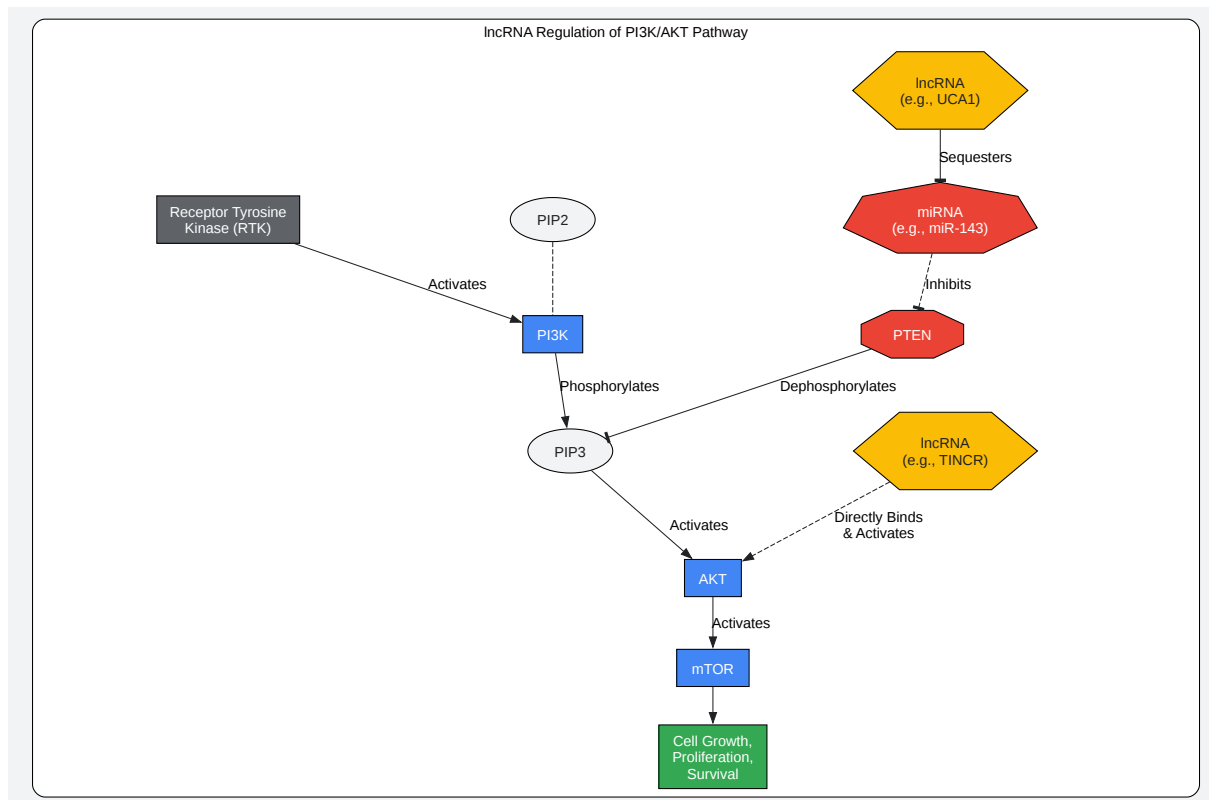 lncRNA Regulation of PI3K/AKT Pathway
lncRNA
(e.g., UCA1)
Sequesters
Receptor Tyrosine
Kinase (RTK)
PIP2
miRNA
(e.g., miR-143)
Activates
Inhibits
PI3K
PTEN
Phosphorylates
Dephosphorylates
PIP3
lncRNA
(e.g., TINCR)
Activates
Directly Binds
& Activates
AKT
Activates
mTOR
Cell Growth,
Proliferation,
Survival